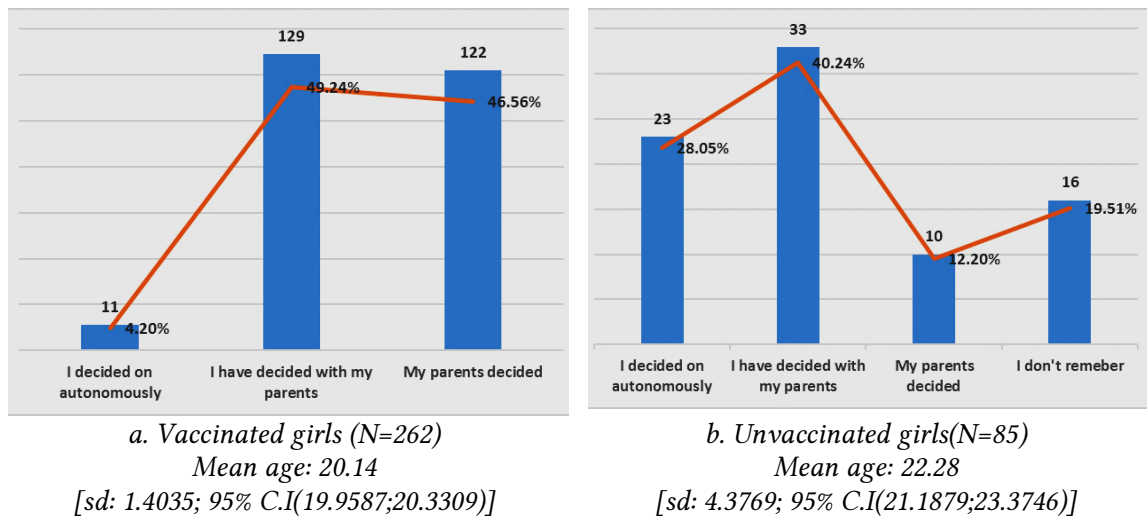 11
4.20%
129
49.24%
122
46.56%
I decided on
autonomously
I have decided with my
parents
My parents decided
a. Vaccinated girls (N=262)
Mean age: 20.14
[sd: 1.4035; 95% C.I(19.9587;20.3309)]
23
28.05%
33
40.24%
10
12.20%
16
19.51%
I decided on
autonomously
I have decided with
my parents
My parents
decided
I don't remeber
b. Unvaccinated girls(N=85)
Mean age: 22.28
[sd: 4.3769; 95% C.I(21.1879;23.3746)]